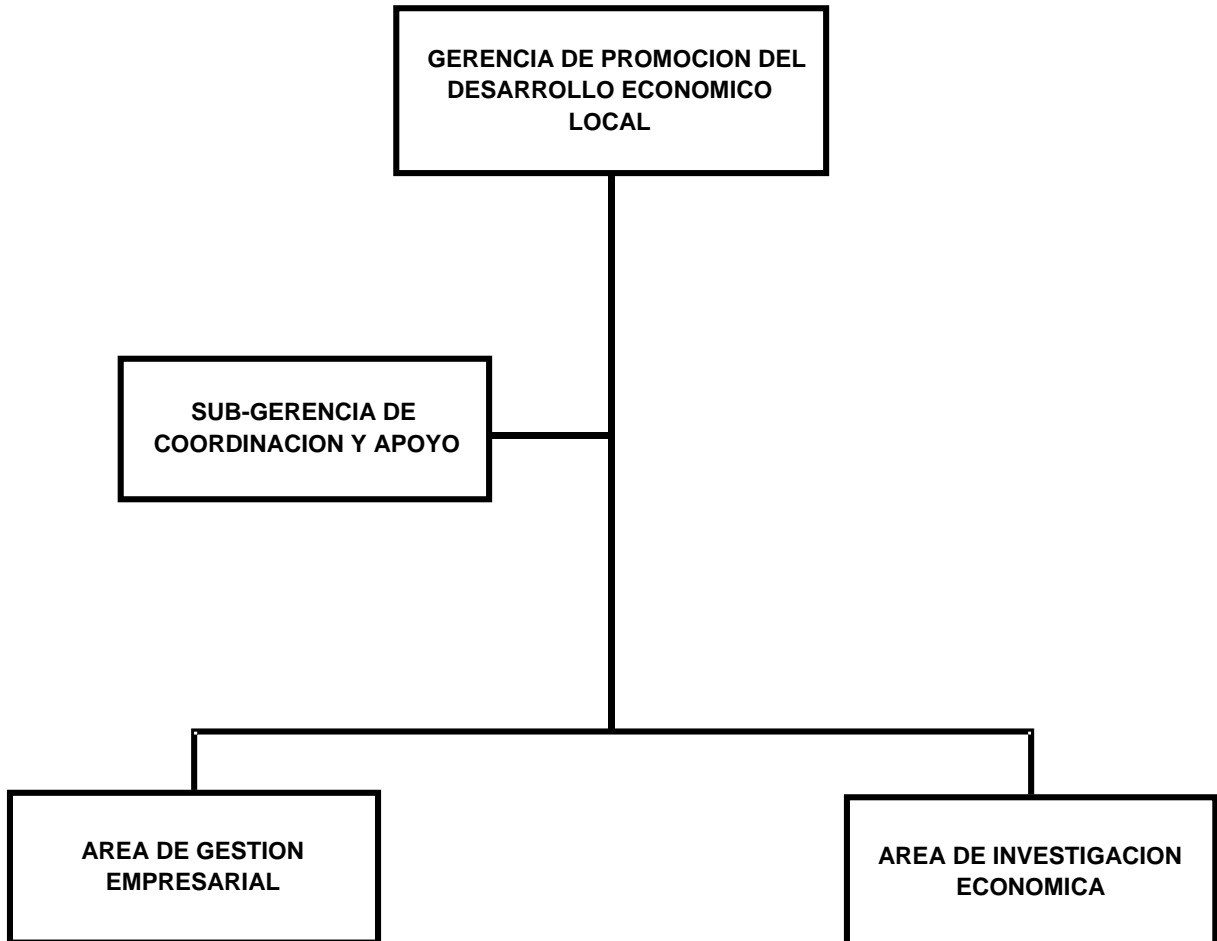 GERENCIA DE PROMOCION DEL
DESARROLLO ECONOMICO
LOCAL
SUB-GERENCIA DE
COORDINACION Y APOYO
AREA DE GESTION
EMPRESARIAL
AREA DE INVESTIGACION
ECONOMICA